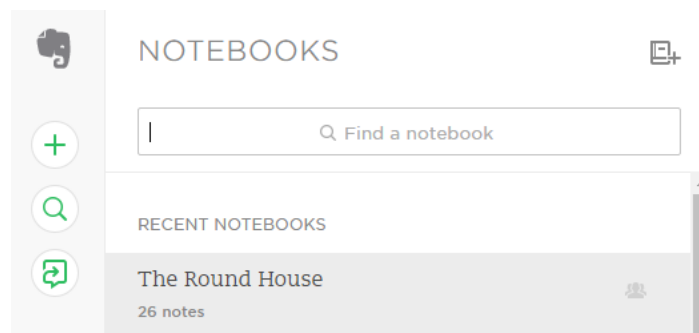 NOTEBOOKS
Find a notebook
RECENT NOTEBOOKS
The Round House
26 notes